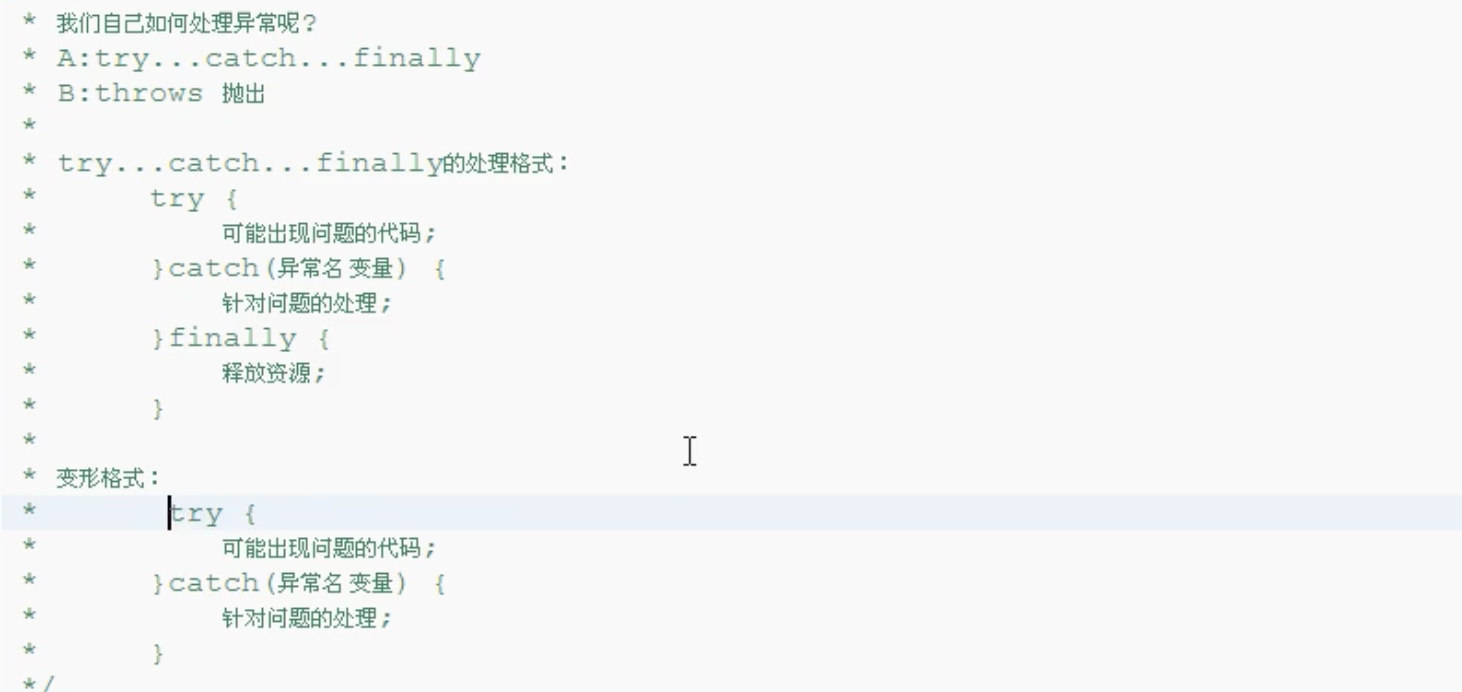 * 我们自己如何处理异常呢？
* A:try...catch...finally
* B:throws 抛出
*
* try...catch...finally的处理格式：
* try {
* 可能出现问题的代码；
* }catch(异常名 变量) {
* 针对问题的处理；
* }finally {
* 释放资源；
* }
*
* 变形格式：
* try {
* 可能出现问题的代码；
* }catch(异常名 变量) {
* 针对问题的处理；
* }
*/